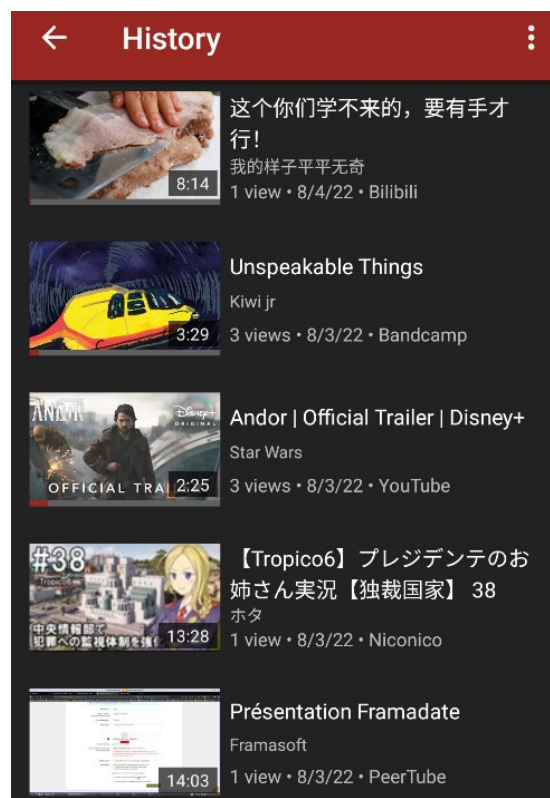 History
这个你们学不来的，要有手才
行！
我的样子平平无奇
8:14
1 view • 8/4/22 • Bilibili
Unspeakable Things
Kiwi jr
3:29
3 views • 8/3/22 • Bandcamp
ANDOR
Disney+
ORIGINAL
OFFICIAL TRAI
2:25
Andor | Official Trailer | Disney+
Star Wars
3 views • 8/3/22 • YouTube
#38
Tropico6
中央情報部で
犯罪への監視体制を強化
13:28
【Tropico6】プレジデンテのお
姉さん実況【独裁国家】 38
ホタ
1 view • 8/3/22 • Niconico
Présentation Framadate
Framasoft
14:03
1 view • 8/3/22 • PeerTube